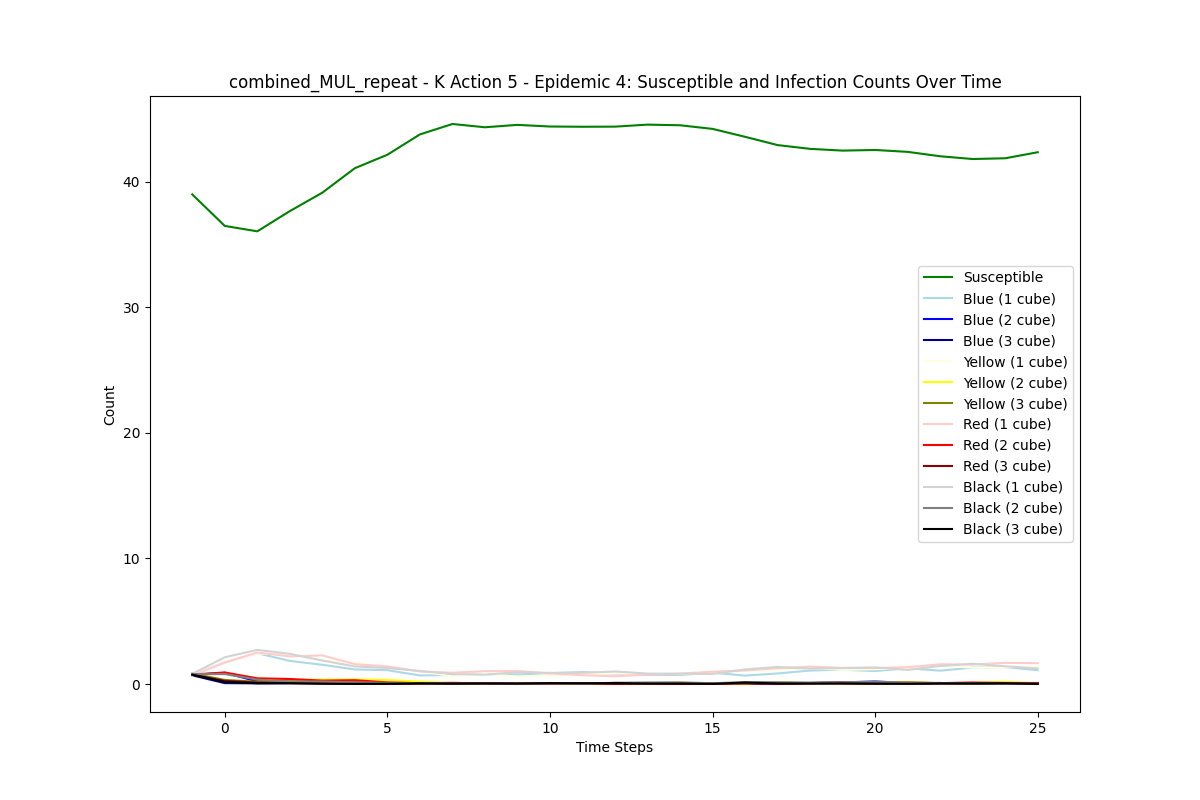 combined_MUL_repeat - K Action 5 - Epidemic 4: Susceptible and Infection Counts Over Time
Count
40
30
20
10
0
Susceptible
Blue (1 cube)
Blue (2 cube)
Blue (3 cube)
Yellow (1 cube)
Yellow (2 cube)
Yellow (3 cube)
Red (1 cube)
Red (2 cube)
Red (3 cube)
Black (1 cube)
Black (2 cube)
Black (3 cube)
0 5 10 15 20 25
Time Steps